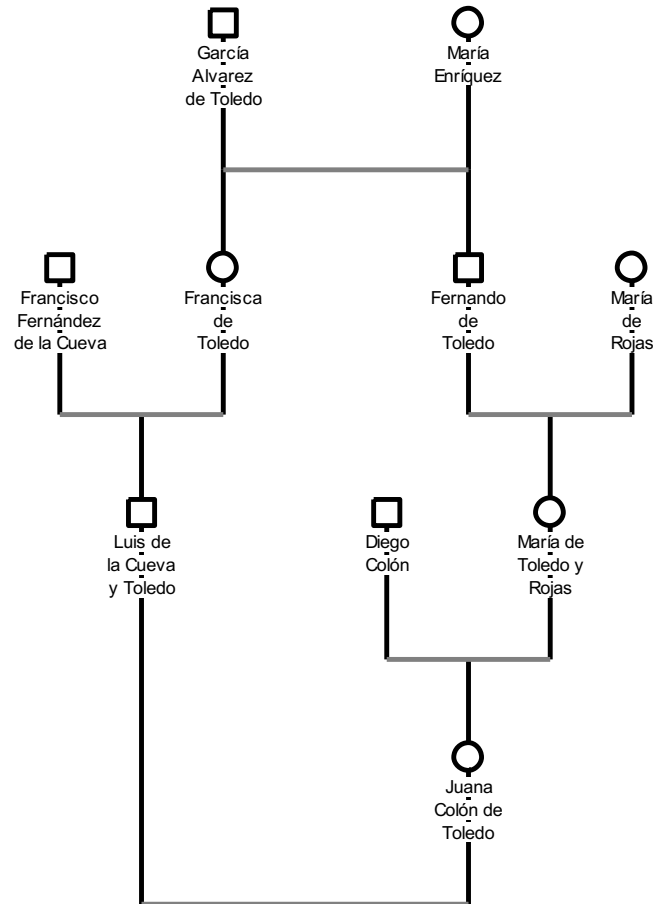 García
Alvarez
de Toledo
María
Enríquez
Francisco
Fernández
de la Cueva
Francisca
de
Toledo
Fernando
de
Toledo
María
de
Rojas
Luis de
la Cueva
y Toledo
Diego
Colón
María de
Toledo y
Rojas
Juana
Colón de
Toledo